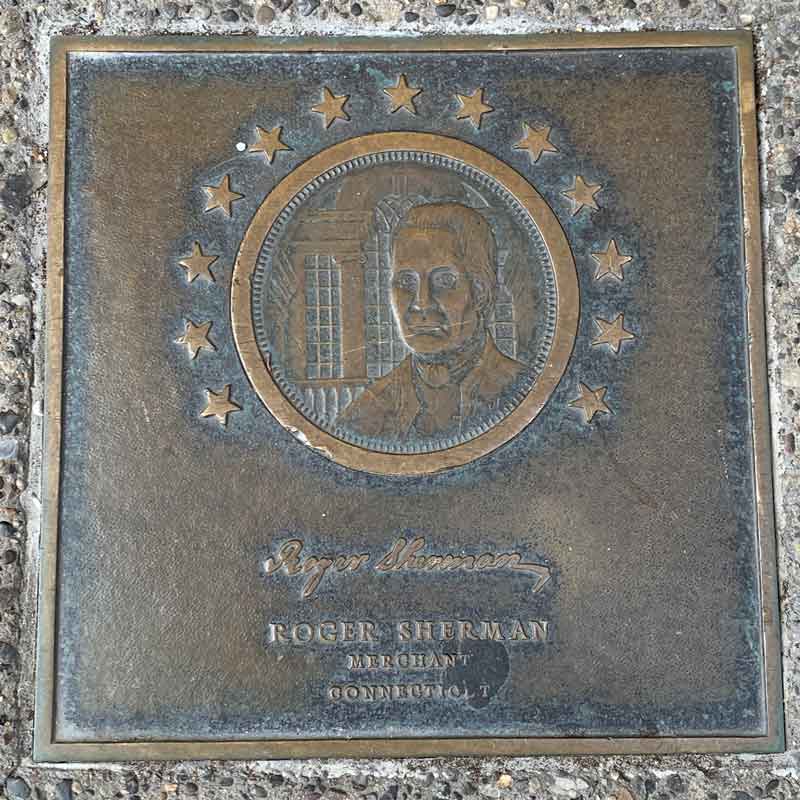 Roger Sherman
ROGER SHERMAN
MERCHANT
CONNECTICUT